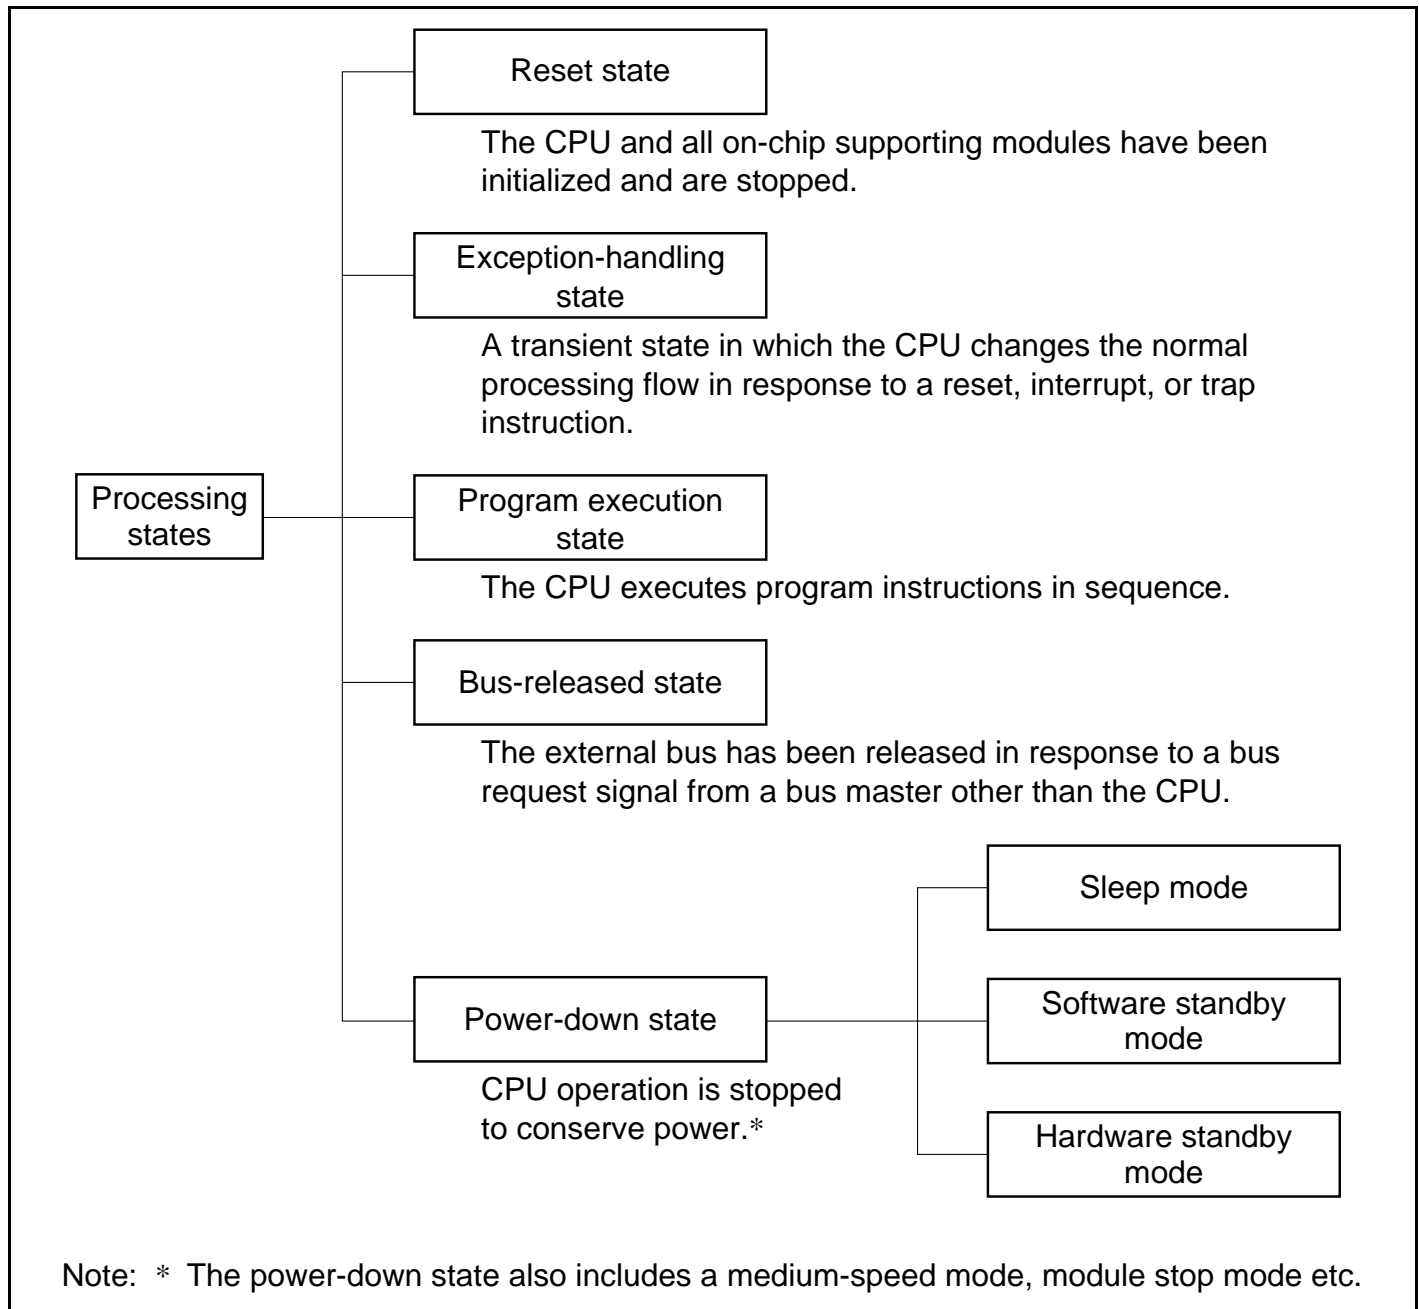 Reset state
The CPU and all on-chip supporting modules have been
initialized and are stopped.
Exception-handling
state
A transient state in which the CPU changes the normal
processing flow in response to a reset, interrupt, or trap
instruction.
Processing
states
Program execution
state
The CPU executes program instructions in sequence.
Bus-released state
The external bus has been released in response to a bus
request signal from a bus master other than the CPU.
Power-down state
CPU operation is stopped
to conserve power.*
Sleep mode
Software standby
mode
Hardware standby
mode
Note: * The power-down state also includes a medium-speed mode, module stop mode etc.